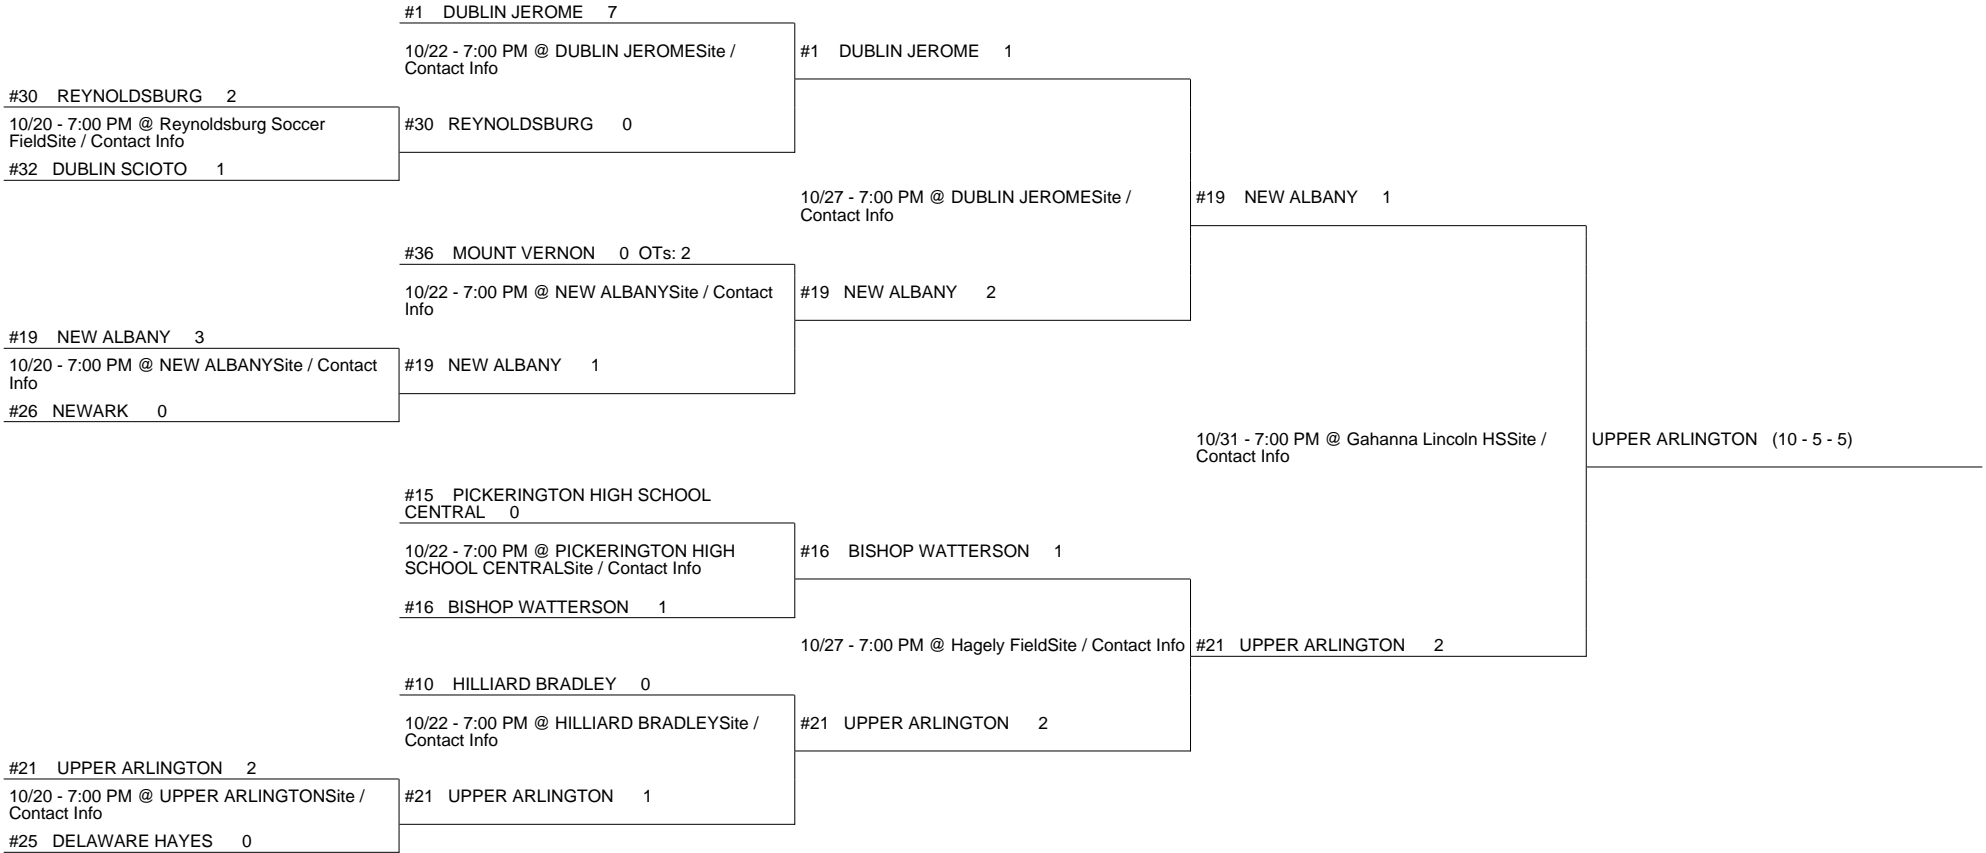 #1 DUBLIN JEROME 7
10/22 - 7:00 PM @ DUBLIN JEROMESite /
Contact Info
#1 DUBLIN JEROME 1
#30 REYNOLDSBURG 2
10/20 - 7:00 PM @ Reynoldsburg Soccer
FieldSite / Contact Info
#30 REYNOLDSBURG 0
#32 DUBLIN SCIOTO 1
10/27 - 7:00 PM @ DUBLIN JEROMESite /
Contact Info
#19 NEW ALBANY 1
#36 MOUNT VERNON 0 OTs: 2
10/22 - 7:00 PM @ NEW ALBANYSite / Contact
Info
#19 NEW ALBANY 2
#19 NEW ALBANY 3
10/20 - 7:00 PM @ NEW ALBANYSite / Contact
Info
#19 NEW ALBANY 1
#26 NEWARK 0
10/31 - 7:00 PM @ Gahanna Lincoln HSSite /
Contact Info
UPPER ARLINGTON (10 - 5 - 5)
#15 PICKERINGTON HIGH SCHOOL
CENTRAL 0
10/22 - 7:00 PM @ PICKERINGTON HIGH
SCHOOL CENTRALSite / Contact Info
#16 BISHOP WATTERSON 1
#16 BISHOP WATTERSON 1
10/27 - 7:00 PM @ Hagely FieldSite / Contact Info
#21 UPPER ARLINGTON 2
#10 HILLIARD BRADLEY 0
10/22 - 7:00 PM @ HILLIARD BRADLEYSite /
Contact Info
#21 UPPER ARLINGTON 2
#21 UPPER ARLINGTON 2
10/20 - 7:00 PM @ UPPER ARLINGTONSite /
Contact Info
#21 UPPER ARLINGTON 1
#25 DELAWARE HAYES 0